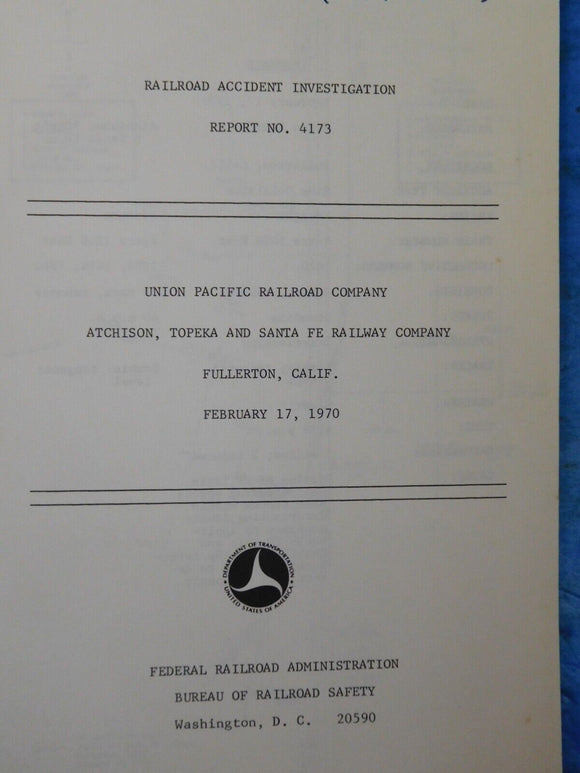 RAILROAD ACCIDENT INVESTIGATION
REPORT NO. 4173
UNION PACIFIC RAILROAD COMPANY
ATCHISON, TOPEKA AND SANTA FE RAILWAY COMPANY
FULLERTON, CALIF.
FEBRUARY 17, 1970
DEPARTMENT OF TRANSPORTATION
UNITED STATES OF AMERICA
FEDERAL RAILROAD ADMINISTRATION
BUREAU OF RAILROAD SAFETY
Washington, D. C. 20590